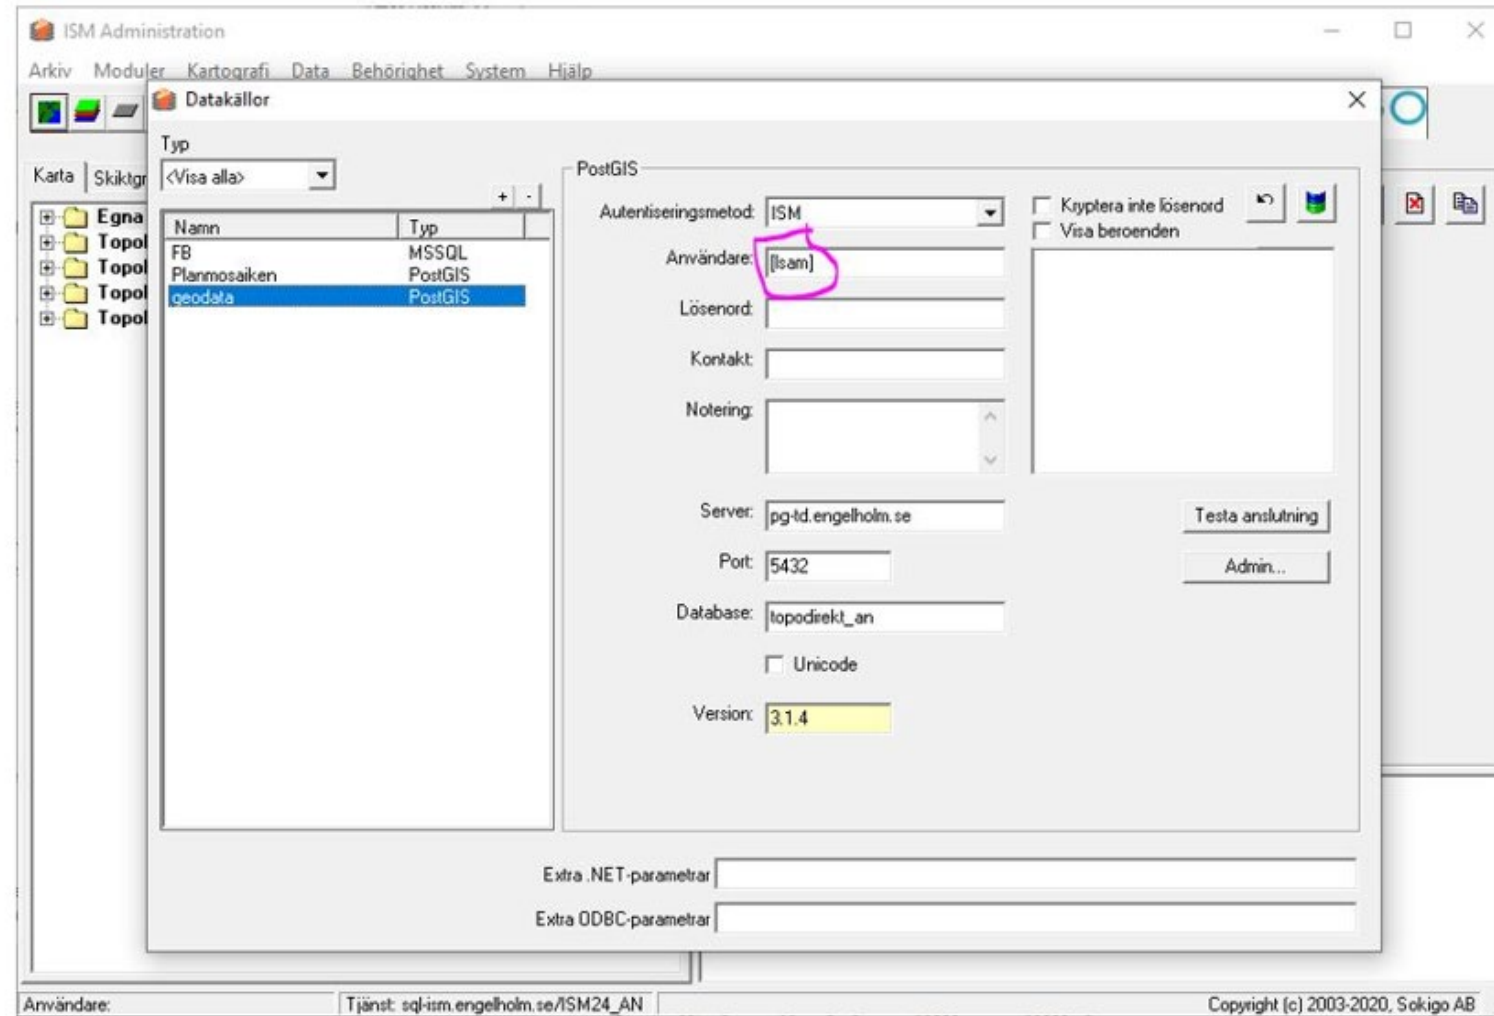 ISM Administration
Arkiv Moduler Kartografi Data Behörighet System Hjälp
Datakällor
Typ
<Visa alla>
+ -
Namn Typ
FB MSSQL
Planmosaiken PostGIS
geodata PostGIS
Karta Skiktgr
Egna
Topol
Topol
Topol
Topol
PostGIS
Autentiseringsmetod: ISM
Kryptera inte lösenord
Visa beroenden
Användare: [Isam]
Lösenord:
Kontakt:
Notering:
Server: pg-td.engelholm.se
Testa anslutning
Port: 5432
Admin...
Database: topodirekt_an
Unicode
Version: 3.1.4
Extra .NET-parametrar
Extra ODBC-parametrar
Användare: Tjänst: sql-ism.engelholm.se/ISM24_AN Copyright (c) 2003-2020, Sokigo AB